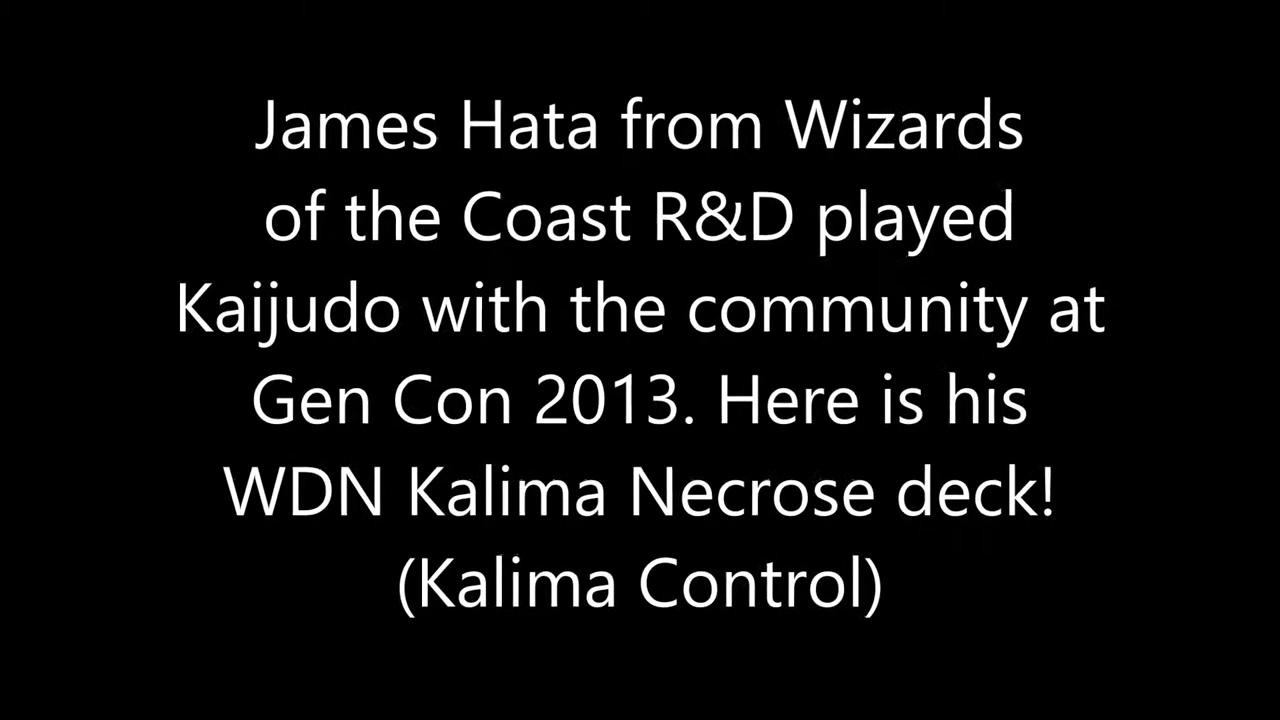 James Hata from Wizards
of the Coast R&D played
Kaijudo with the community at
Gen Con 2013. Here is his
WDN Kalima Necrose deck!
(Kalima Control)